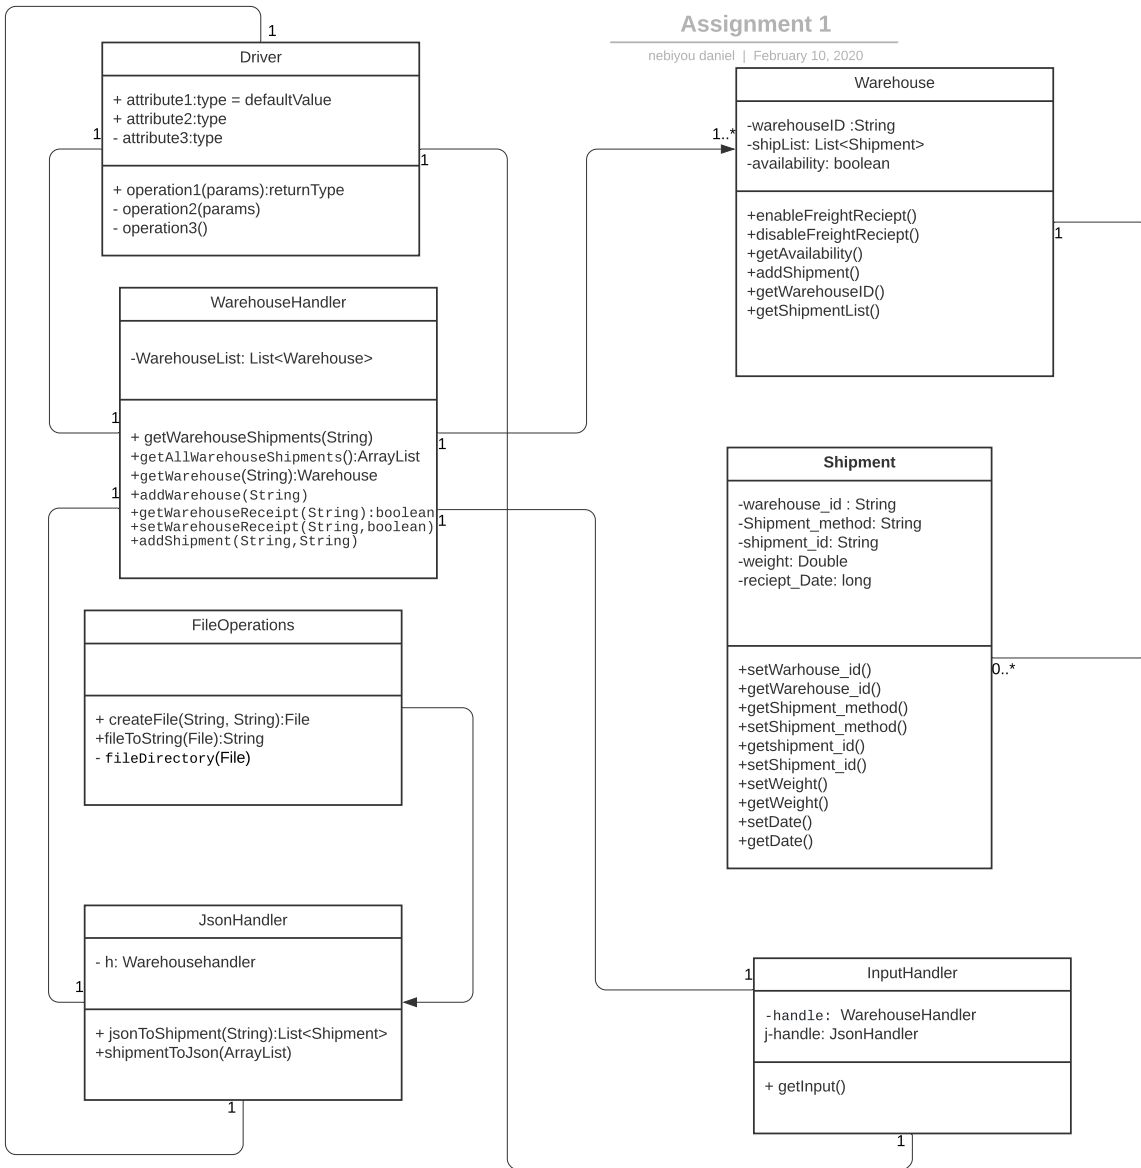 Assignment 1
nebiyou daniel | February 10, 2020
1
Driver
+ attribute1:type = defaultValue
+ attribute2:type
- attribute3:type
+ operation1(params):returnType
- operation2(params)
- operation3()
1
1
WarehouseHandler
-WarehouseList: List<Warehouse>
+ getWarehouseShipments(String)
+getAllWarehouseShipments():ArrayList
+getWarehouse(String):Warehouse
+addWarehouse(String)
+getWarehouseReceipt(String):boolean
+setWarehouseReceipt(String,boolean)
+addShipment(String,String)
1
1
1
1
FileOperations
+ createFile(String, String):File
+fileToString(File):String
- fileDirectory(File)
JsonHandler
- h: Warehousehandler
+ jsonToShipment(String):List<Shipment>
+shipmentToJson(ArrayList)
1
1
Warehouse
-warehouseID :String
-shipList: List<Shipment>
-availability: boolean
+enableFreightReciept()
+disableFreightReciept()
+getAvailability()
+addShipment()
+getWarehouseID()
+getShipmentList()
1..*
1
Shipment
-warehouse_id : String
-Shipment_method: String
-shipment_id: String
-weight: Double
-reciept_Date: long
+setWarhouse_id()
+getWarehouse_id()
+getShipment_method()
+setShipment_method()
+getshipment_id()
+setShipment_id()
+setWeight()
+getWeight()
+setDate()
+getDate()
0..*
InputHandler
-handle: WarehouseHandler
j-handle: JsonHandler
+ getInput()
1
1